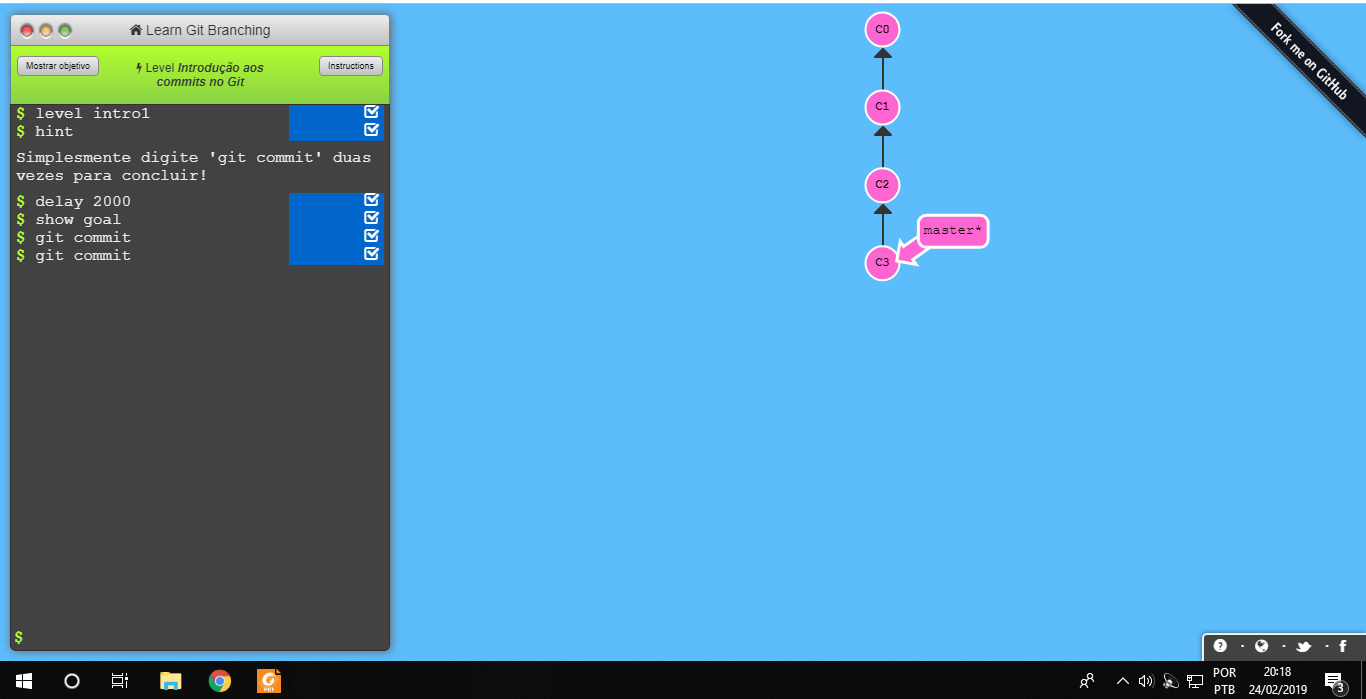 Learn Git Branching
Mostrar objetivo
Level Introdução aos
commits no Git
Instructions
$ level intro1
$ hint
Simplesmente digite 'git commit' duas
vezes para concluir!
$ delay 2000
$ show goal
$ git commit
$ git commit
$
C0
C1
C2
master*
C3
Fork me on GitHub
POR
PTB
20:18
24/02/2019
3
PDF